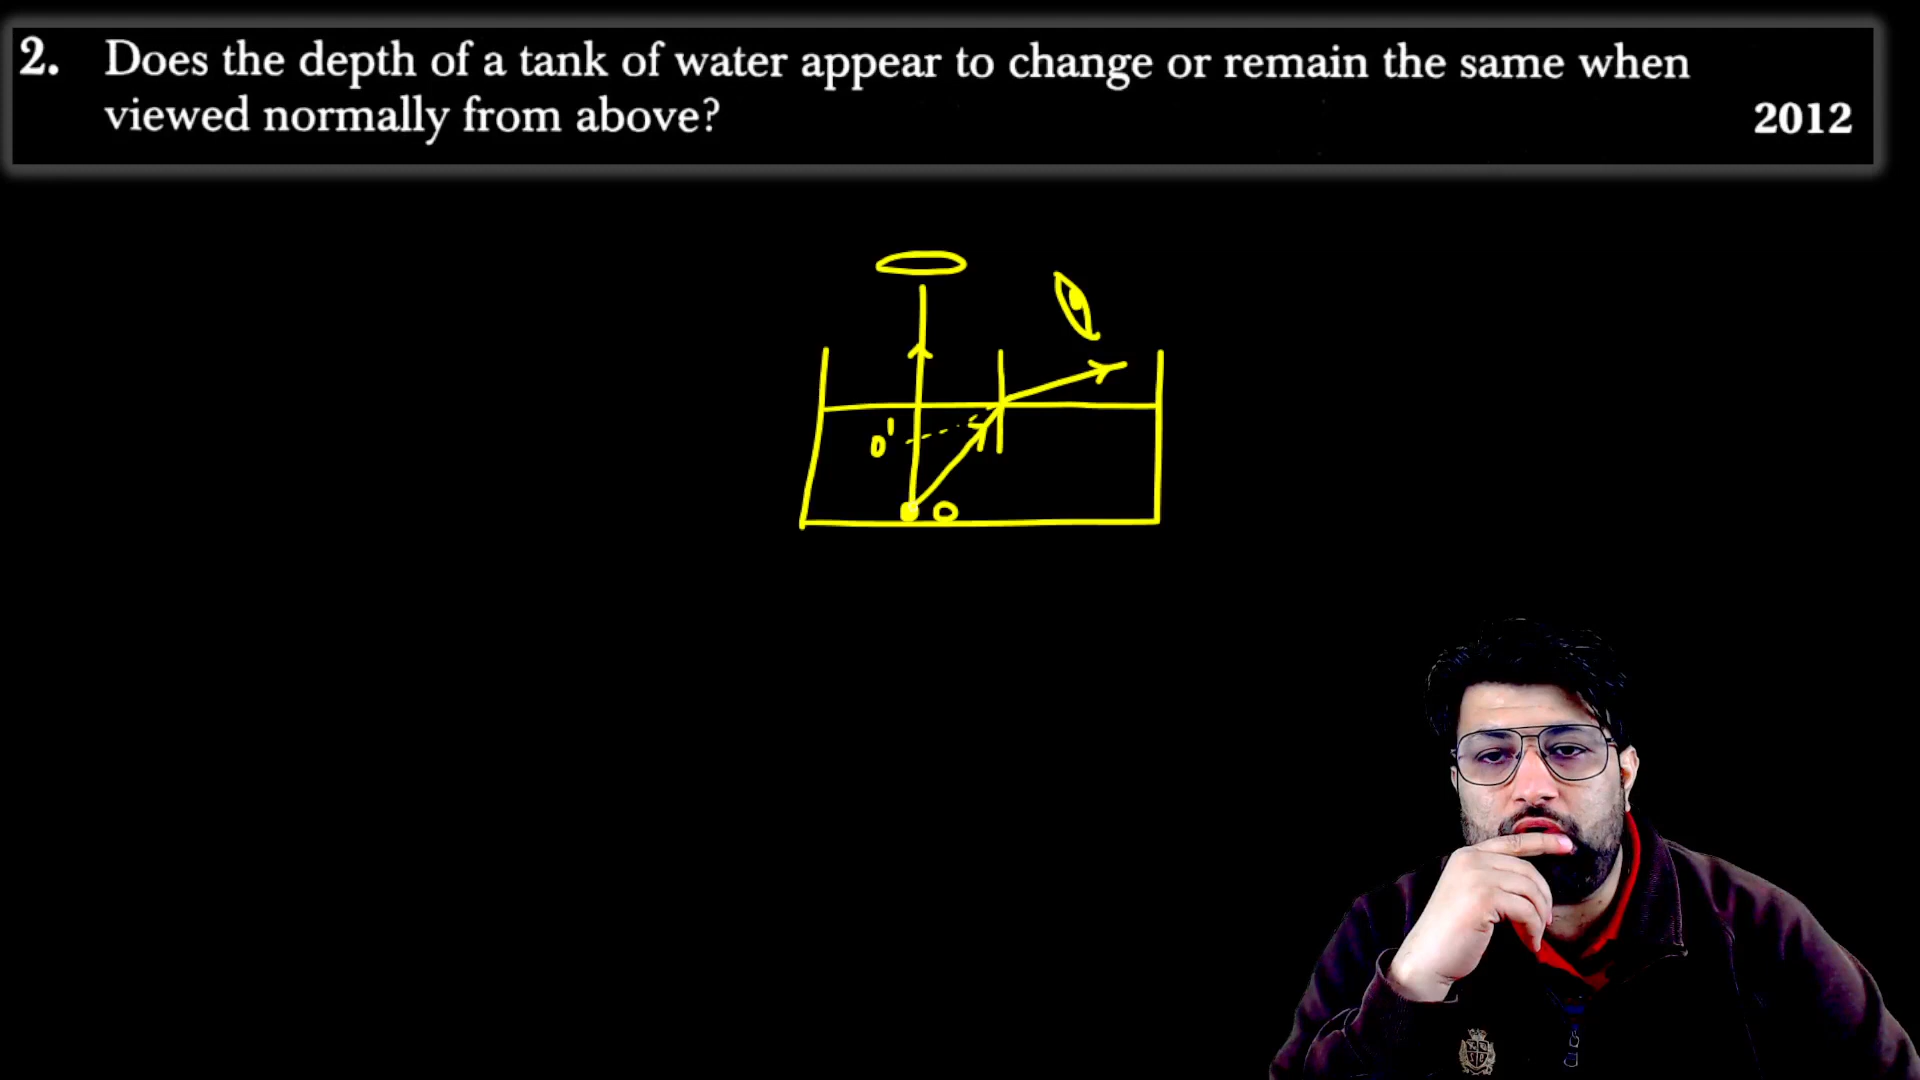 2. Does the depth of a tank of water appear to change or remain the same when
viewed normally from above? 2012
O'
O